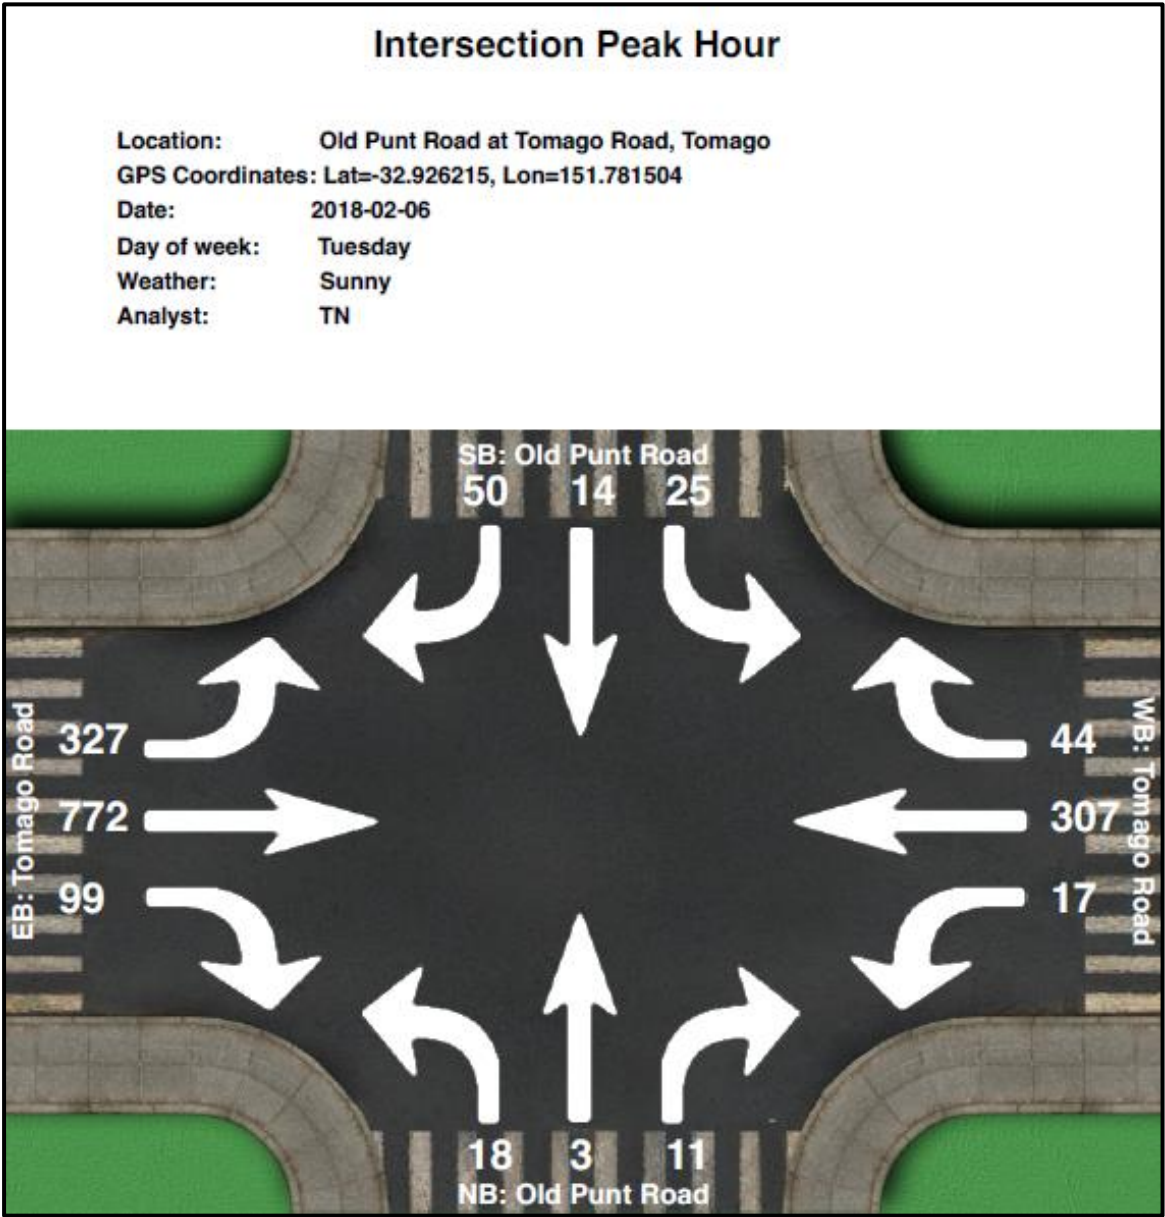 Intersection Peak Hour
Location: Old Punt Road at Tomago Road, Tomago
GPS Coordinates: Lat=-32.926215, Lon=151.781504
Date: 2018-02-06
Day of week: Tuesday
Weather: Sunny
Analyst: TN
SB: Old Punt Road
50 14 25
EB: Tomago Road
327
772
99
44
307
17
WB: Tomago Road
18 3 11
NB: Old Punt Road